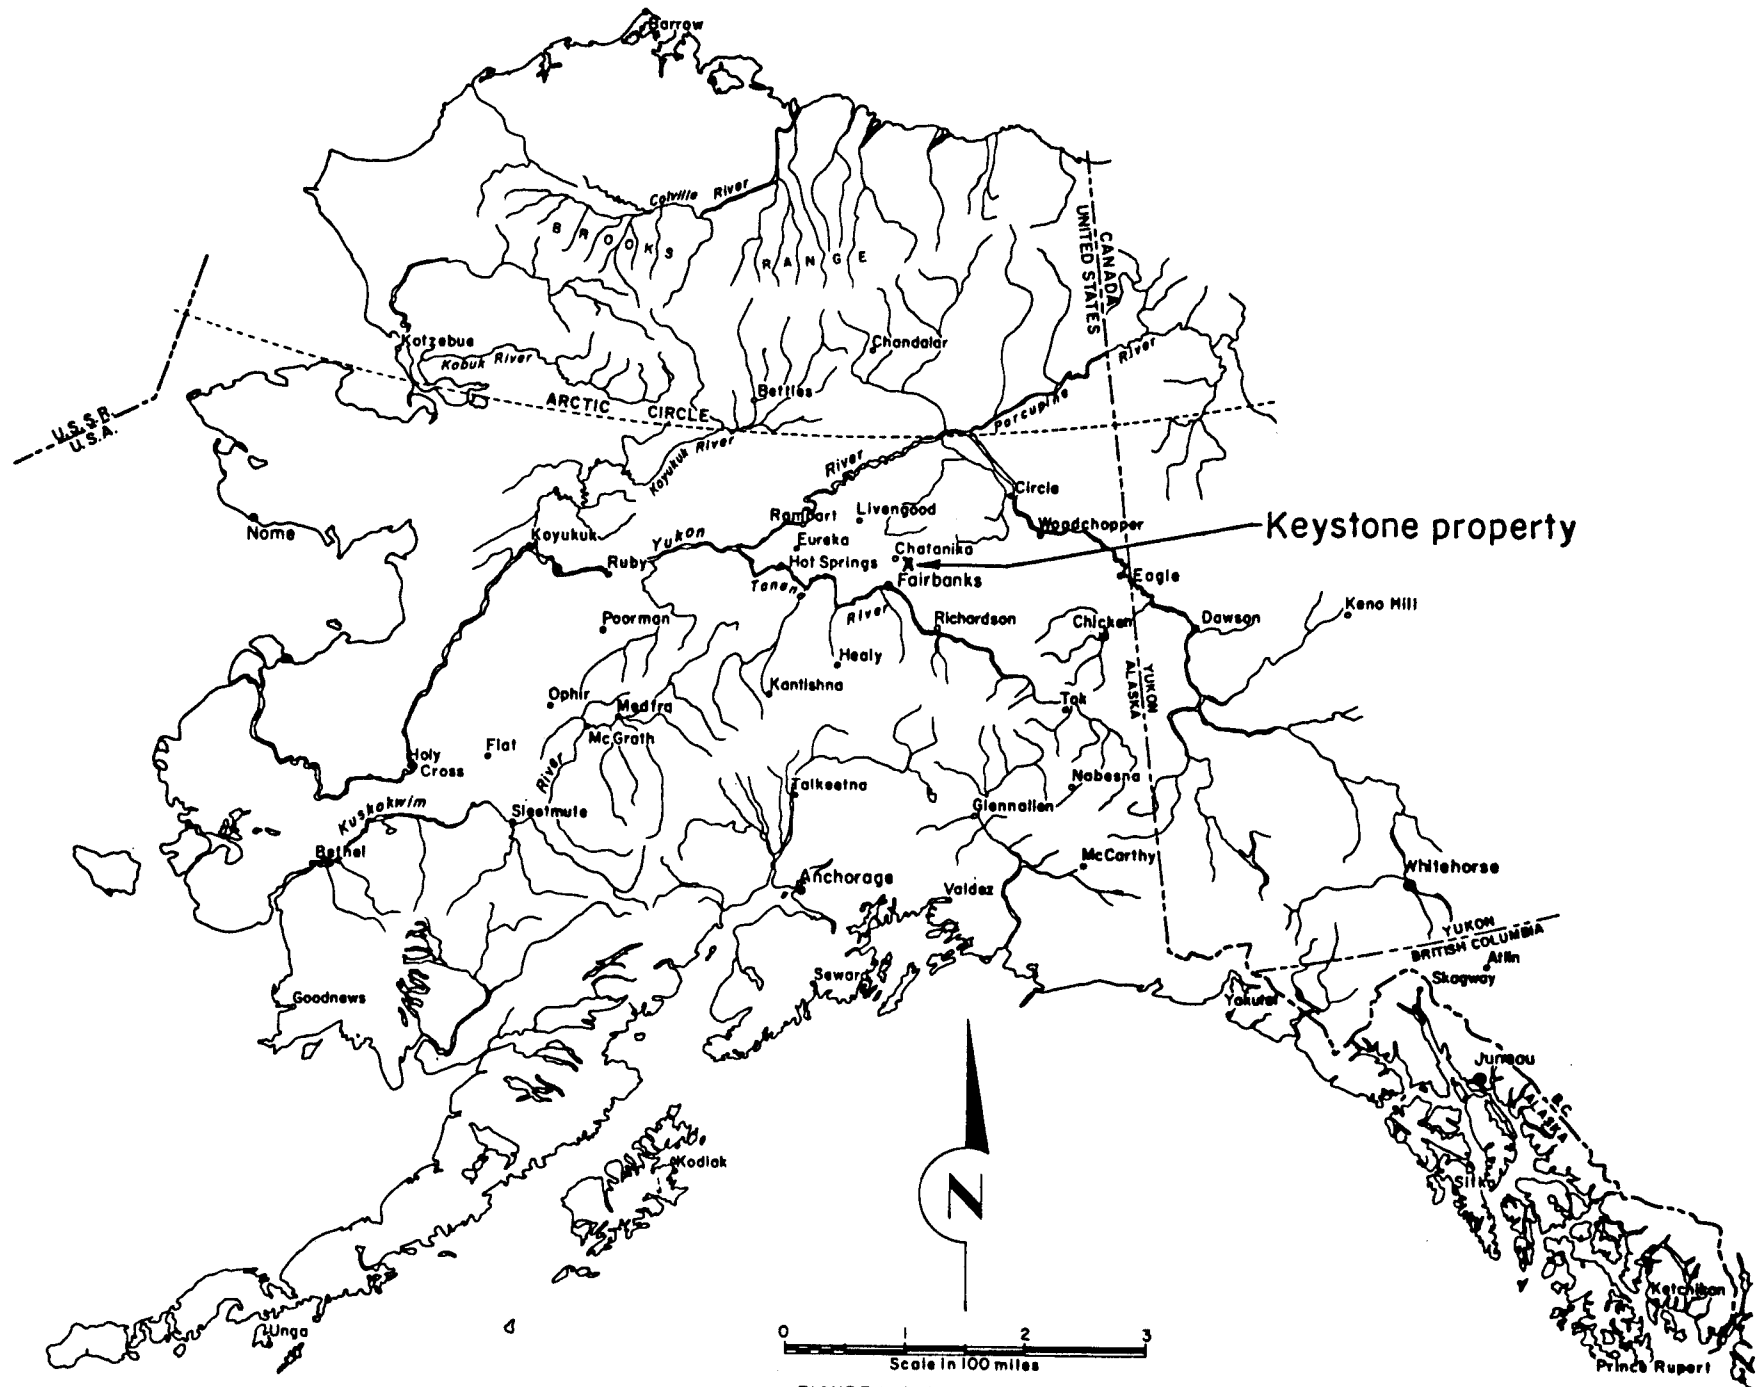 Barrow
Colville River
BROOKS
RANGE
CANADA
UNITED STATES
Kotzebue
Kobuk River
Chandalar
River
Bettles
ARCTIC CIRCLE
Porcupine
U.S.S.R.
U.S.A.
Koyukuk River
River
Circle
Livengood
Rampart
Woodchopper
Keystone property
Nome
Koyukuk
Yukon
Eureka
Chatanika
Hot Springs
Ruby
Eagle
Fairbanks
Tanana
River
Keno Hill
Poorman
Richardson
Chicken
Dawson
Healy
YUKON
ALASKA
Kantishna
Ophir
Medfra
Tok
McGrath
Flat
Holy
Cross
River
Nabesna
Talkeetna
Glennallen
Kuskokwim
Sleetmute
Bethel
McCarthy
Whitehorse
Anchorage
Valdez
YUKON
BRITISH COLUMBIA
Atlin
Seward
Skagway
Goodnews
Yakutat
Juneau
B.C.
ALASKA
Kodiak
Sitka
N
Ketchikan
Unga
0 1 2 3
Scale in 100 miles
Prince Rupert